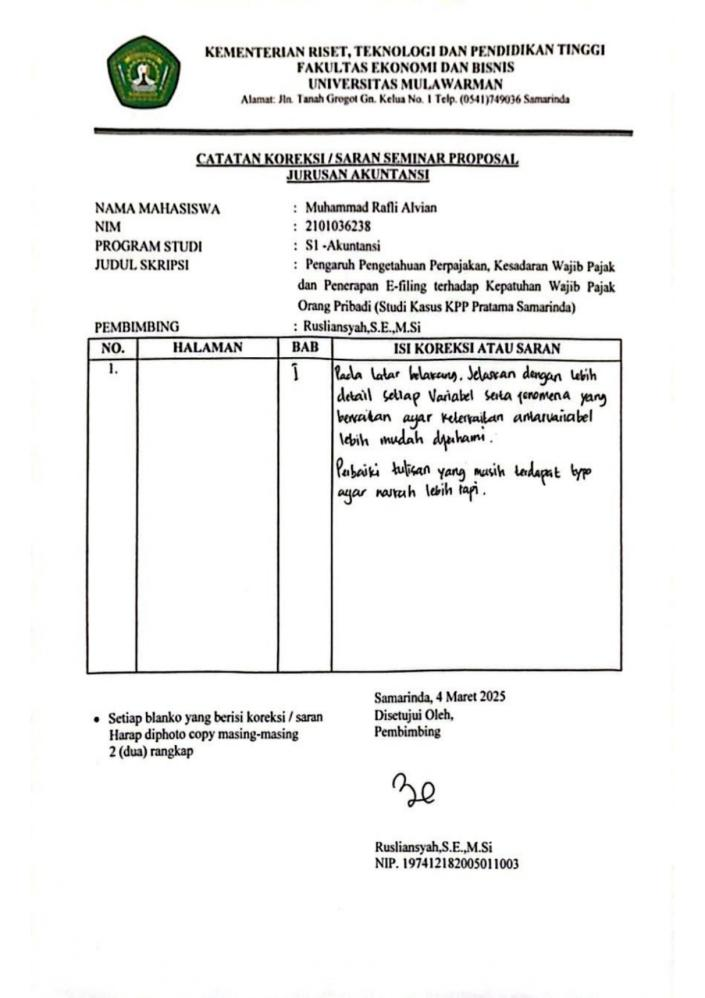 KEMENTERIAN RISET, TEKNOLOGI DAN PENDIDIKAN TINGGI
FAKULTAS EKONOMI DAN BISNIS
UNIVERSITAS MULAWARMAN
Alamat: Jln. Tanah Grogot Gn. Kelua No. 1 Telp. (0541)749036 Samarinda
CATATAN KOREKSI / SARAN SEMINAR PROPOSAL
JURUSAN AKUNTANSI
NAMA MAHASISWA : Muhammad Rafli Alvian
NIM : 2101036238
PROGRAM STUDI : S1 -Akuntansi
JUDUL SKRIPSI : Pengaruh Pengetahuan Perpajakan, Kesadaran Wajib Pajak
dan Penerapan E-filing terhadap Kepatuhan Wajib Pajak
Orang Pribadi (Studi Kasus KPP Pratama Samarinda)
PEMBIMBING : Rusliansyah,S.E.,M.Si
NO. HALAMAN BAB ISI KOREKSI ATAU SARAN
1. I Pada latar belakang, Jelaskan dengan lebih
detail setiap Variabel serta fenomena yang
berkaitan agar keterkaitan antarvariabel
lebih mudah dipahami.
Perbaiki tulisan yang masih terdapat typo
agar naskah lebih rapi.
Samarinda, 4 Maret 2025
• Setiap blanko yang berisi koreksi / saran
Disetujui Oleh,
Harap diphoto copy masing-masing
Pembimbing
2 (dua) rangkap
Rusliansyah,S.E.,M.Si
NIP. 197412182005011003